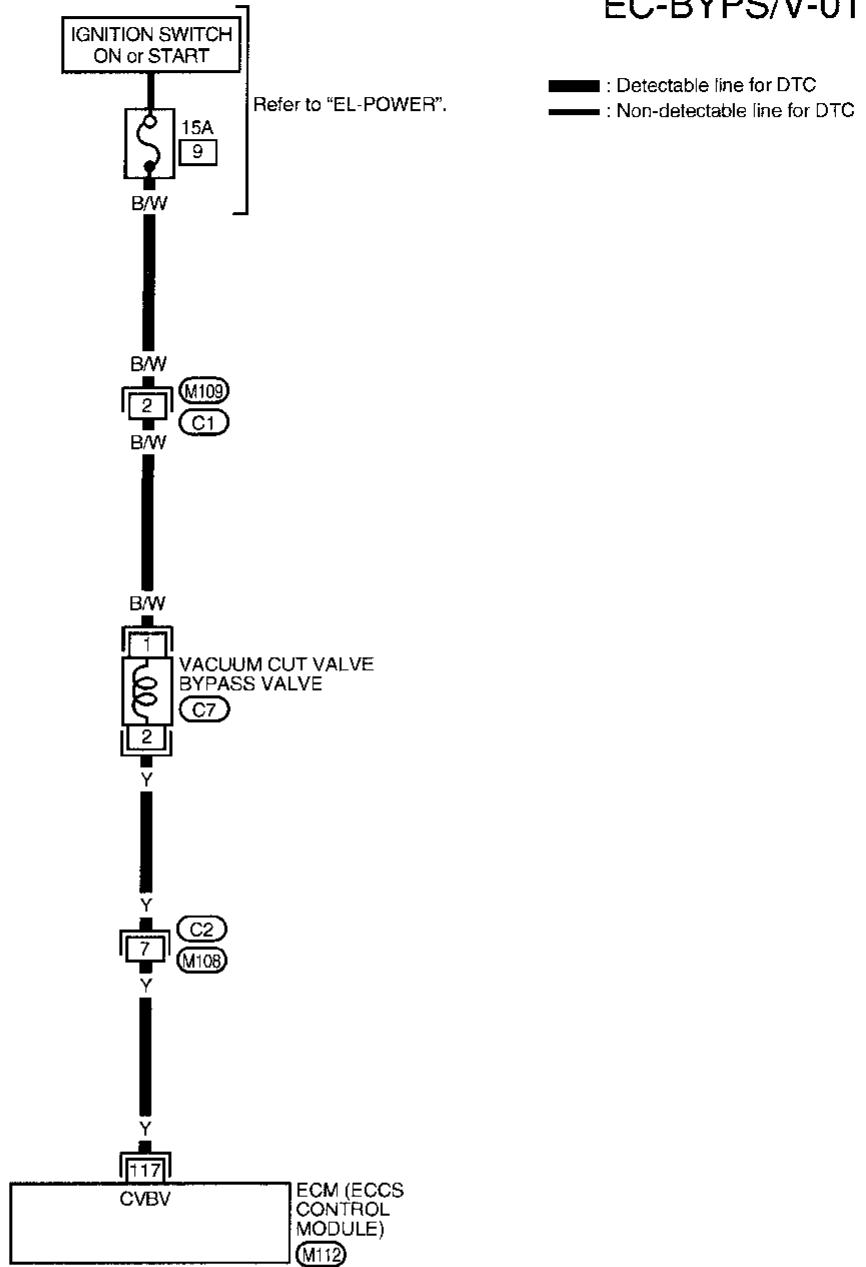 EC-BYPS/V-01
IGNITION SWITCH
ON or START
Refer to "EL-POWER".
: Detectable line for DTC
: Non-detectable line for DTC
15A
9
B/W
B/W
2
M109
C1
B/W
B/W
1
VACUUM CUT VALVE
BYPASS VALVE
C7
2
Y
Y
7
C2
M108
Y
Y
117
CVBV
ECM (ECCS
CONTROL
MODULE)
M112